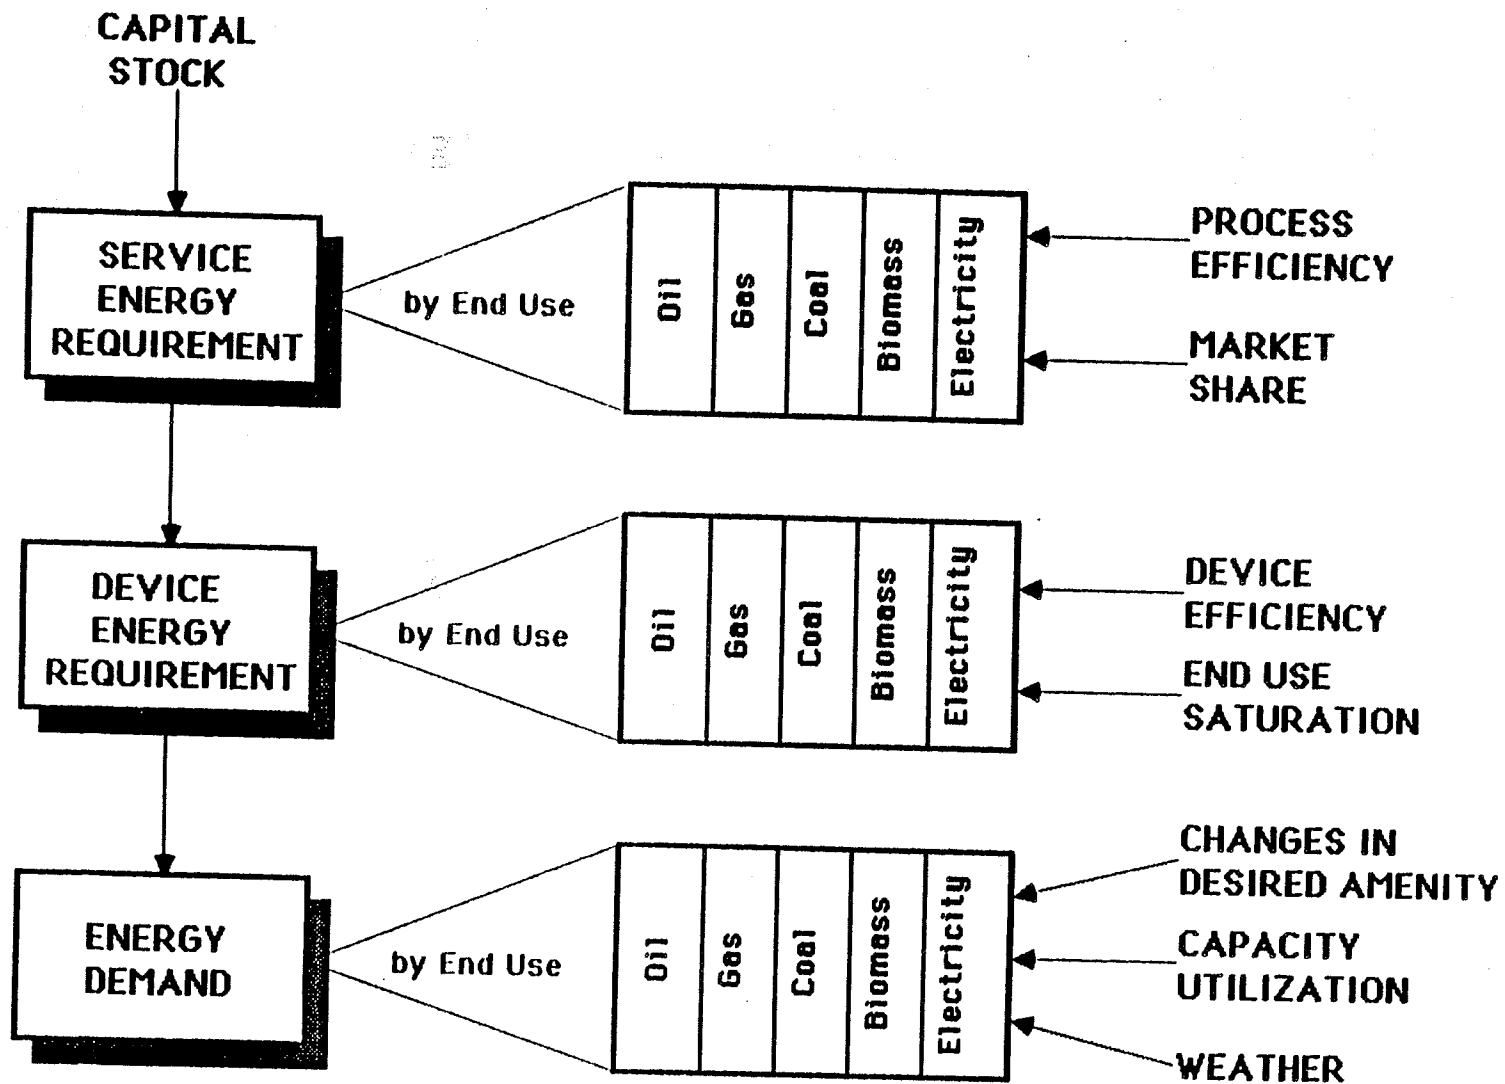 CAPITAL
STOCK
SERVICE
ENERGY
REQUIREMENT
by End Use
Oil
Gas
Coal
Biomass
Electricity
PROCESS
EFFICIENCY
MARKET
SHARE
DEVICE
ENERGY
REQUIREMENT
by End Use
Oil
Gas
Coal
Biomass
Electricity
DEVICE
EFFICIENCY
END USE
SATURATION
ENERGY
DEMAND
by End Use
Oil
Gas
Coal
Biomass
Electricity
CHANGES IN
DESIRED AMENITY
CAPACITY
UTILIZATION
WEATHER